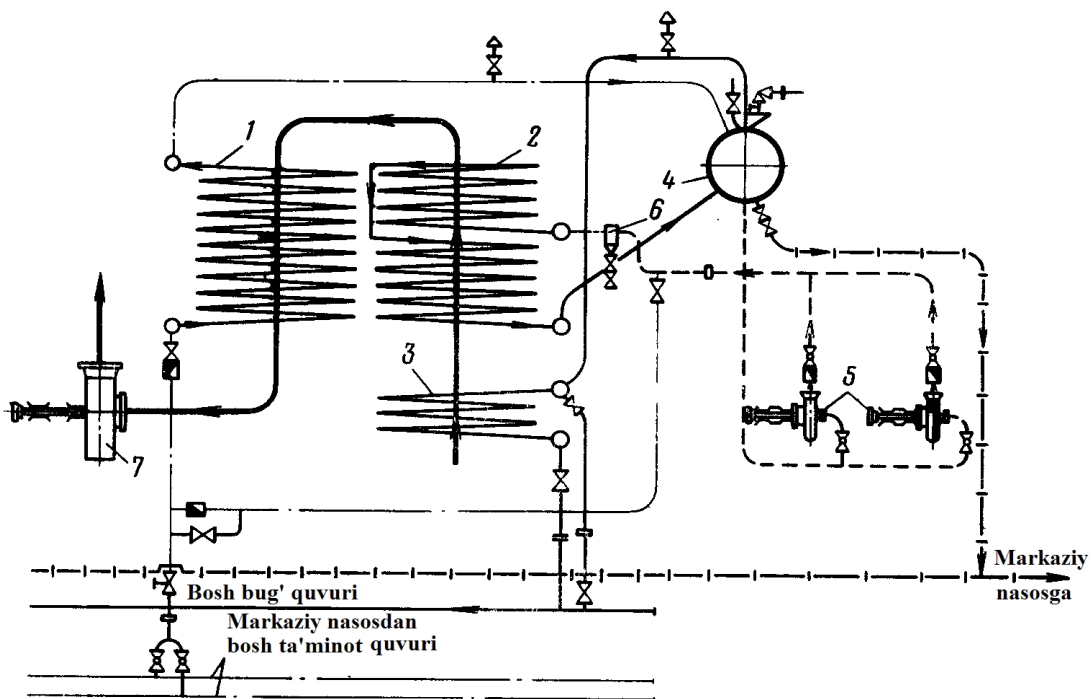 1
2
4
6
3
5
7
Markaziy
nasosga
Bosh bug' quvuri
Markaziy nasosdan
bosh ta'minot quvuri